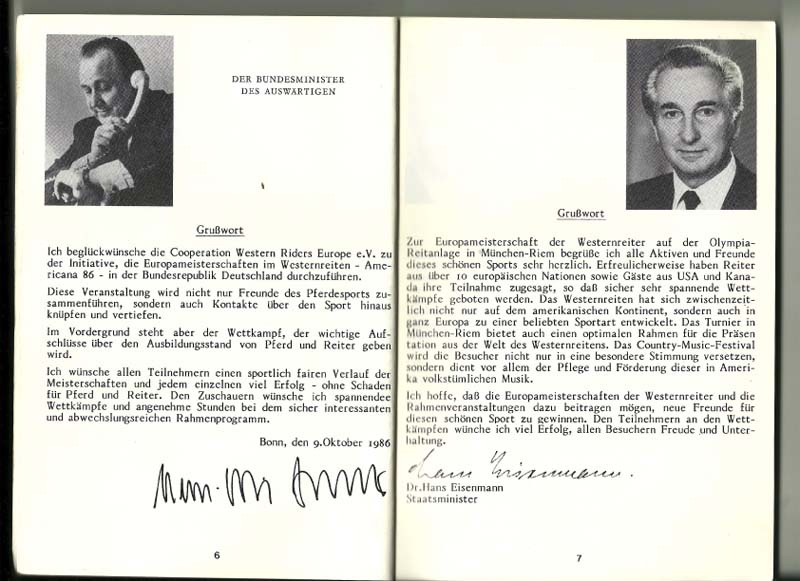 DER BUNDESMINISTER
DES AUSWÄRTIGEN
Grußwort
Ich beglückwünsche die Cooperation Western Riders Europe e.V. zu
der Initiative, die Europameisterschaften im Westernreiten - Ame-
ricana 86 - in der Bundesrepublik Deutschland durchzuführen.
Diese Veranstaltung wird nicht nur Freunde des Pferdesports zu-
sammenführen, sondern auch Kontakte über den Sport hinaus
knüpfen und vertiefen.
Im Vordergrund steht aber der Wettkampf, der wichtige Auf-
schlüsse über den Ausbildungsstand von Pferd und Reiter geben
wird.
Ich wünsche allen Teilnehmern einen sportlich fairen Verlauf der
Meisterschaften und jedem einzelnen viel Erfolg - ohne Schaden
für Pferd und Reiter. Den Zuschauern wünsche ich spannendee
Wettkämpfe und angenehme Stunden bei dem sicher interessanten
und abwechslungsreichen Rahmenprogramm.
Bonn, den 9.Oktober 1986
6
Grußwort
Zur Europameisterschaft der Westernreiter auf der Olympia-
Reitanlage in München-Riem begrüße ich alle Aktiven und Freunde
dieses schönen Sports sehr herzlich. Erfreulicherweise haben Reiter
aus über 10 europäischen Nationen sowie Gäste aus USA und Kana-
da ihre Teilnahme zugesagt, so daß sicher sehr spannende Wett-
kämpfe geboten werden. Das Westernreiten hat sich zwischenzeit-
lich nicht nur auf dem amerikanischen Kontinent, sondern auch in
ganz Europa zu einer beliebten Sportart entwickelt. Das Turnier in
München-Riem bietet auch einen optimalen Rahmen für die Präsen
tation aus der Welt des Westernreitens. Das Country-Music-Festival
wird die Besucher nicht nur in eine besondere Stimmung versetzen,
sondern dient vor allem der Pflege und Förderung dieser in Ameri-
ka volkstümlichen Musik.
Ich hoffe, daß die Europameisterschaften der Westernreiter und die
Rahmenveranstaltungen dazu beitragen mögen, neue Freunde für
diesen schönen Sport zu gewinnen. Den Teilnehmern an den Wett-
kämpfen wünche ich viel Erfolg, allen Besuchern Freude und Unter-
haltung.
Hans Eisenmann.
Dr.Hans Eisenmann
Staatsminister
7